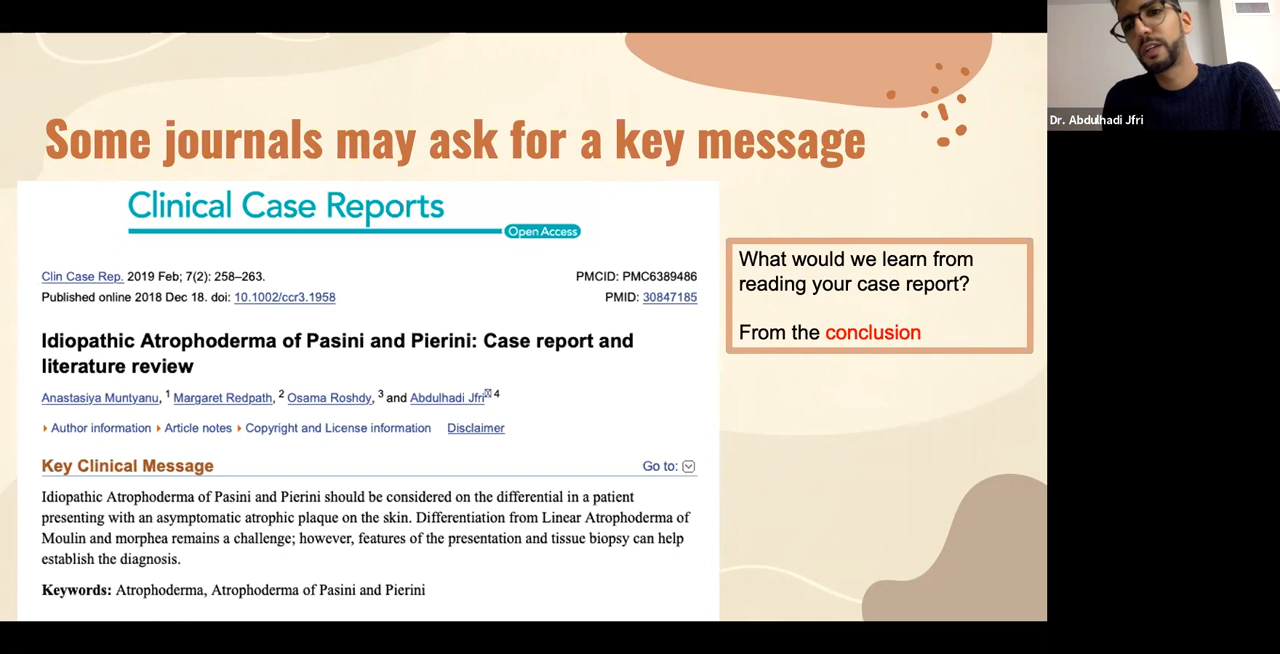 Some journals may ask for a key message
Clinical Case Reports
Open Access
Clin Case Rep. 2019 Feb; 7(2): 258–263.
PMCID: PMC6389486
Published online 2018 Dec 18. doi: 10.1002/ccr3.1958
PMID: 30847185
Idiopathic Atrophoderma of Pasini and Pierini: Case report and
literature review
Anastasiya Muntyanu, 1 Margaret Redpath, 2 Osama Roshdy, 3 and Abdulhadi Jfri 4
Author information Article notes Copyright and License information Disclaimer
Key Clinical Message
Go to:
Idiopathic Atrophoderma of Pasini and Pierini should be considered on the differential in a patient
presenting with an asymptomatic atrophic plaque on the skin. Differentiation from Linear Atrophoderma of
Moulin and morphea remains a challenge; however, features of the presentation and tissue biopsy can help
establish the diagnosis.
Keywords: Atrophoderma, Atrophoderma of Pasini and Pierini
What would we learn from
reading your case report?
From the conclusion
Dr. Abdulhadi Jfri